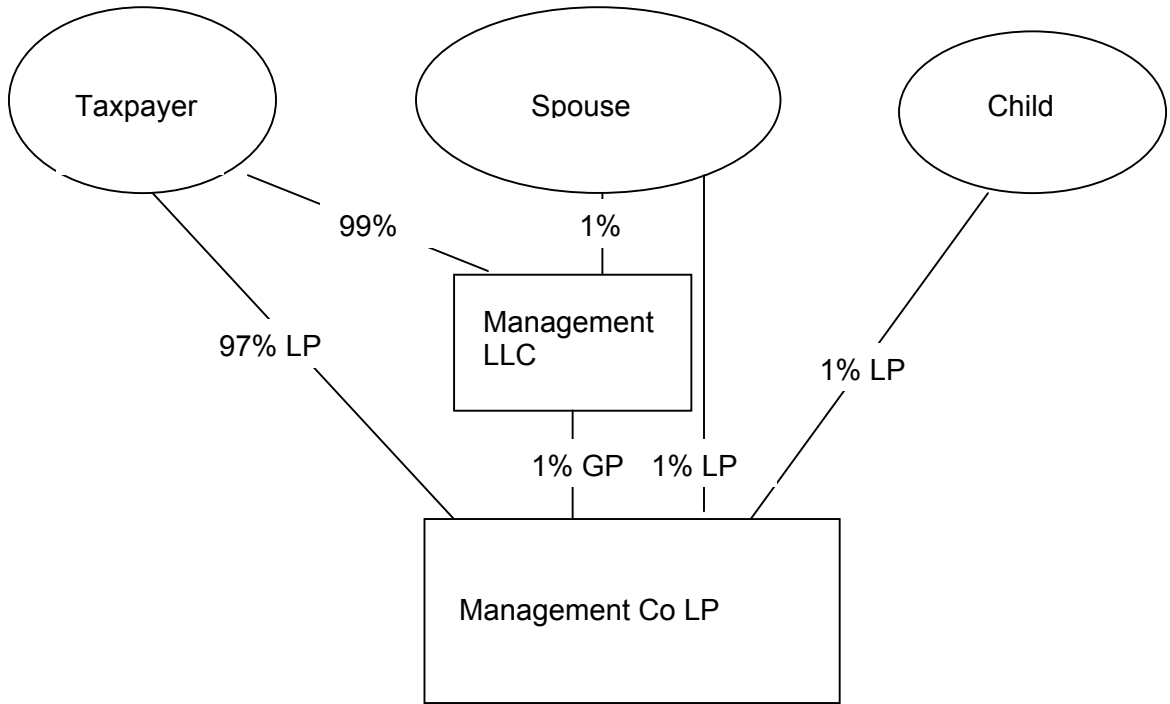 Taxpayer
Spouse
Child
99%
1%
Management
LLC
97% LP
1% LP
1% GP
1% LP
Management Co LP